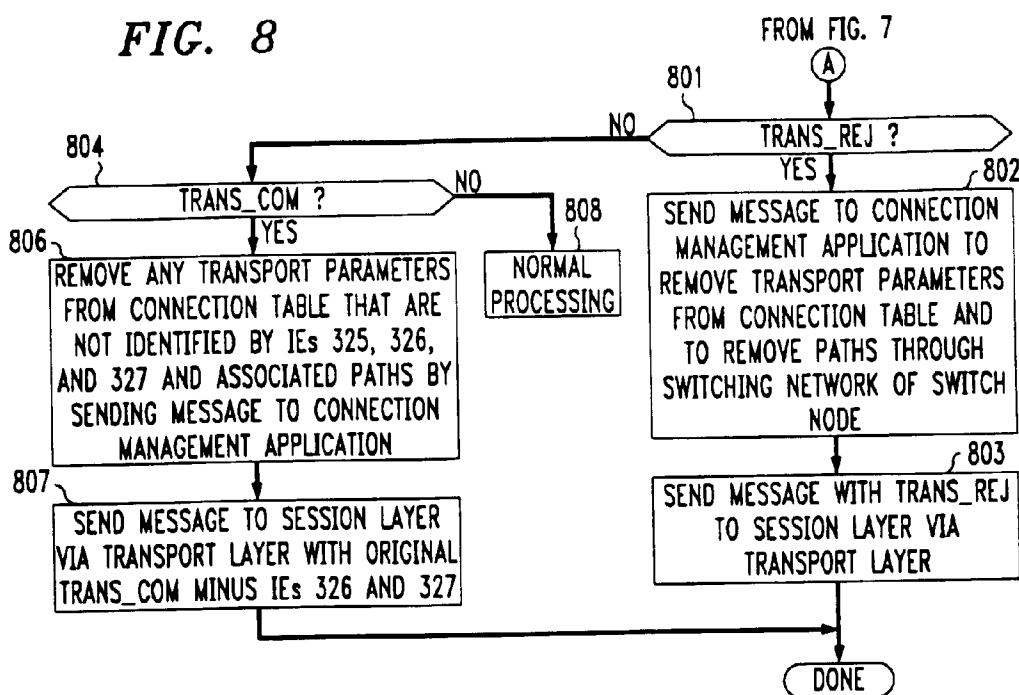 FIG. 8
FROM FIG. 7
A
801
TRANS_REJ ?
NO
YES
804
TRANS_COM ?
NO
YES
802
SEND MESSAGE TO CONNECTION
MANAGEMENT APPLICATION TO
REMOVE TRANSPORT PARAMETERS
FROM CONNECTION TABLE AND
TO REMOVE PATHS THROUGH
SWITCHING NETWORK OF SWITCH
NODE
806
REMOVE ANY TRANSPORT PARAMETERS
FROM CONNECTION TABLE THAT ARE
NOT IDENTIFIED BY IEs 325, 326,
AND 327 AND ASSOCIATED PATHS BY
SENDING MESSAGE TO CONNECTION
MANAGEMENT APPLICATION
808
NORMAL
PROCESSING
803
SEND MESSAGE WITH TRANS_REJ
TO SESSION LAYER VIA
TRANSPORT LAYER
807
SEND MESSAGE TO SESSION LAYER
VIA TRANSPORT LAYER WITH ORIGINAL
TRANS_COM MINUS IEs 326 AND 327
DONE